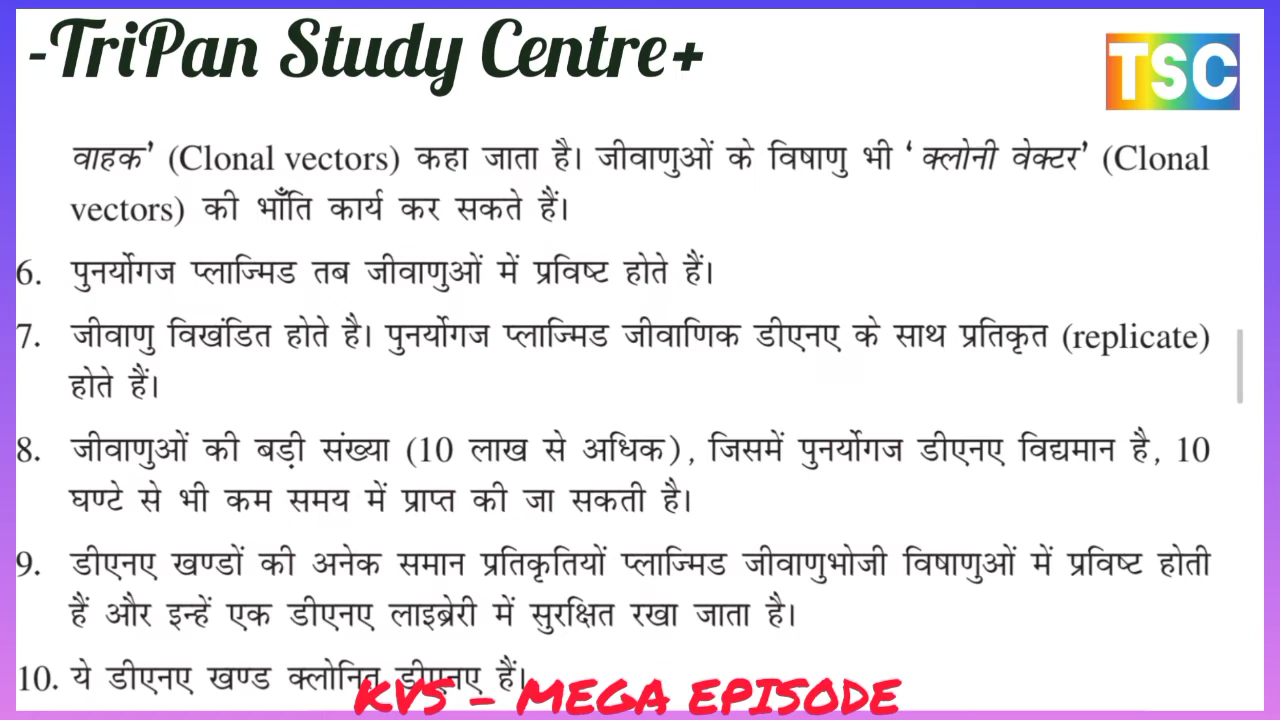 -TriPan Study Centre+
TSC
वाहक’ (Clonal vectors) कहा जाता है। जीवाणुओं के विषाणु भी ‘क्लोनी वेक्टर’ (Clonal
vectors) की भाँति कार्य कर सकते हैं।
6. पुनर्योगज प्लाज्मिड तब जीवाणुओं में प्रविष्ट होते हैं।
7. जीवाणु विखंडित होते है। पुनर्योगज प्लाज्मिड जीवाणिक डीएनए के साथ प्रतिकृत (replicate)
होते हैं।
8. जीवाणुओं की बड़ी संख्या (10 लाख से अधिक), जिसमें पुनर्योगज डीएनए विद्यमान है, 10
घण्टे से भी कम समय में प्राप्त की जा सकती है।
9. डीएनए खण्डों की अनेक समान प्रतिकृतियों प्लाज्मिड जीवाणुभोजी विषाणुओं में प्रविष्ट होती
हैं और इन्हें एक डीएनए लाइब्रेरी में सुरक्षित रखा जाता है।
10. ये डीएनए खण्ड क्लोनित डीएनए हैं।
KVS - MEGA EPISODE